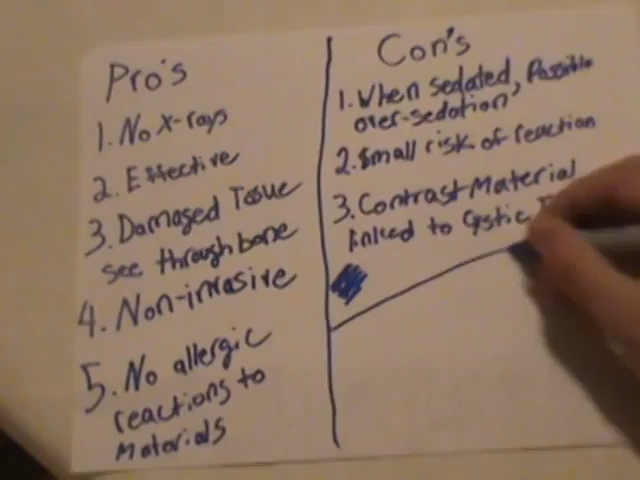 Pro's
1. No X-rays
2. Effective
3. Damaged Tissue
see through bone
4. Non-invasive
5. No allergic
reactions to
Materials
Con's
1. When sedated, Possible
over-sedation
2. Small risk of reaction
3. Contrast Material
linked to Cystic